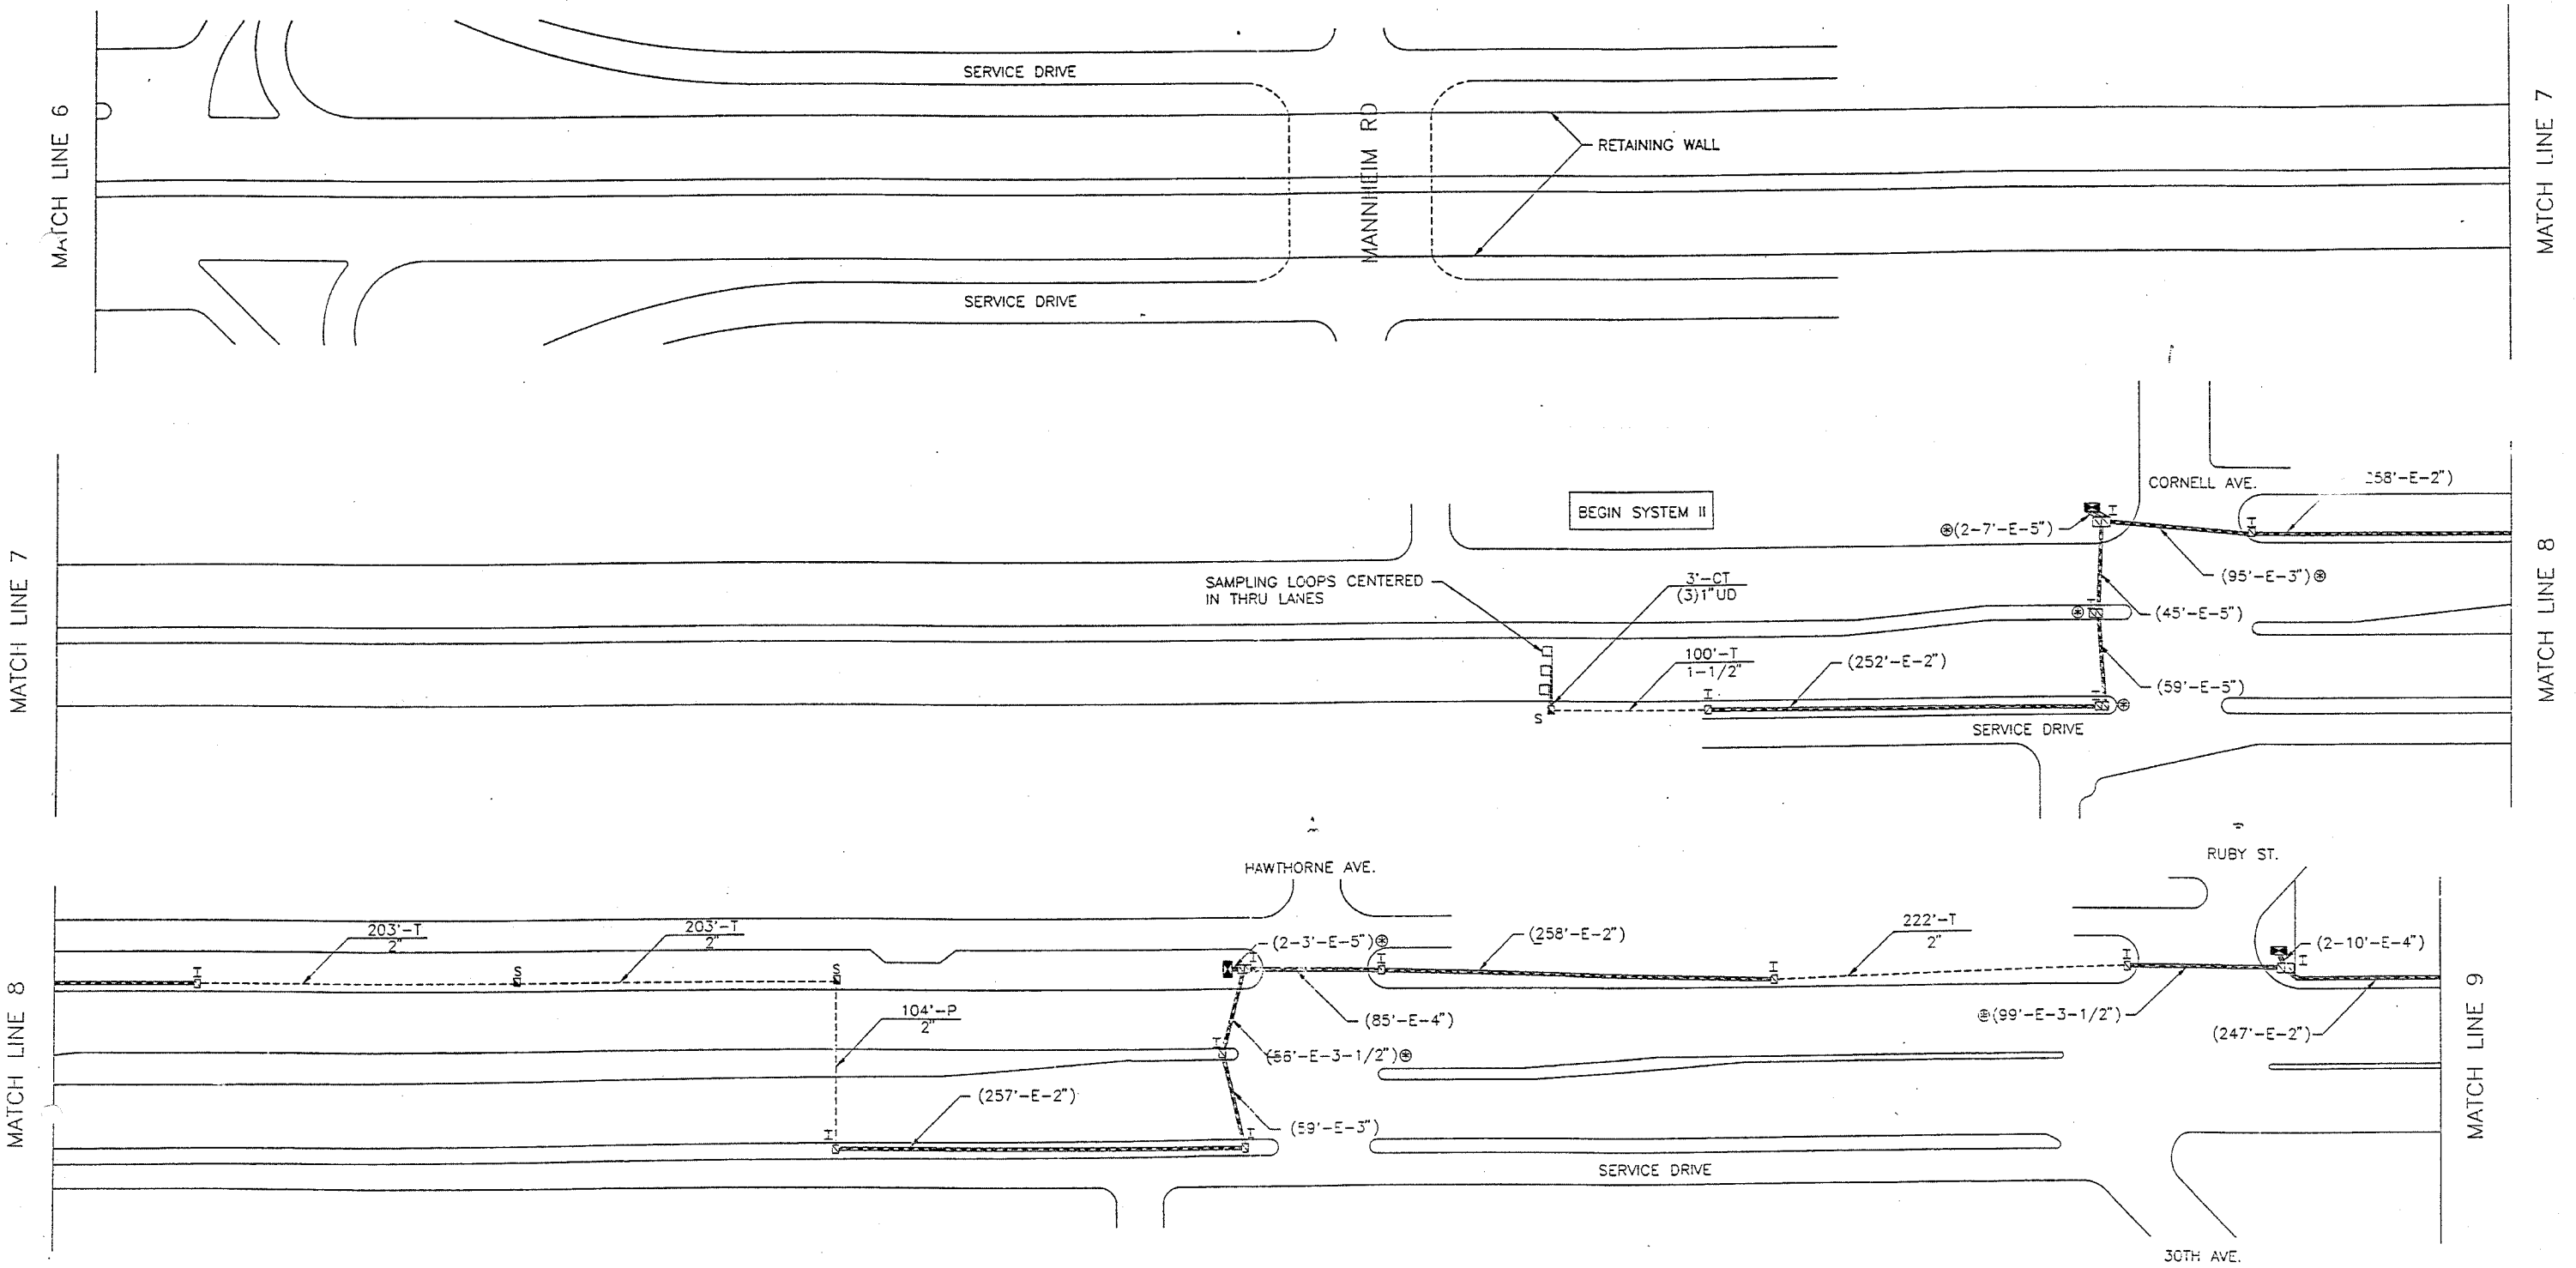 MATCH LINE 6
SERVICE DRIVE
MANNHEIM RD
RETAINING WALL
SERVICE DRIVE
MATCH LINE 7
MATCH LINE 7
BEGIN SYSTEM II
SAMPLING LOOPS CENTERED
IN THRU LANES
3'-CT
(3)1"UD
S
100'-T
1-1/2"
I
(252'-E-2")
(2-7'-E-5")
I
CORNELL AVE.
58'-E-2")
I
(95'-E-3")
I
(45'-E-5")
(59'-E-5")
SERVICE DRIVE
MATCH LINE 8
MATCH LINE 8
I
203'-T
2"
S
203'-T
2"
S
104'-P
2"
I
(257'-E-2")
I
HAWTHORNE AVE.
(2-3'-E-5")
I
I
(85'-E-4")
I
(56'-E-3-1/2")
(59'-E-3")
(258'-E-2")
I
222'-T
2"
I
RUBY ST.
(2-10'-E-4")
I
(99'-E-3-1/2")
(247'-E-2")
SERVICE DRIVE
30TH AVE.
MATCH LINE 9